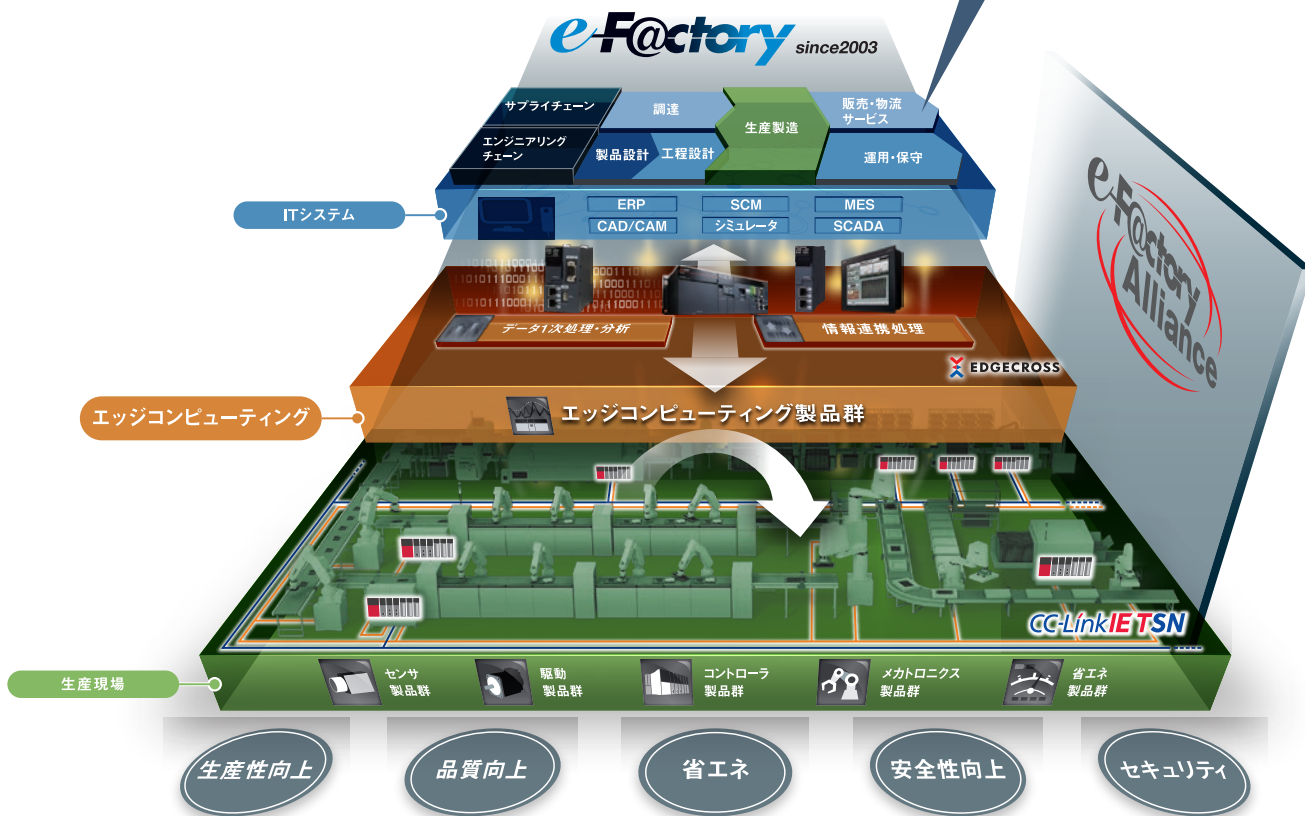 e-F@ctory since2003
サプライチェーン
調達
生産製造
販売・物流
サービス
エンジニアリング
チェーン
製品設計
工程設計
運用・保守
ITシステム
ERP
SCM
MES
CAD/CAM
シミュレータ
SCADA
データ1次処理・分析
情報連携処理
EDGECROSS
エッジコンピューティング
エッジコンピューティング製品群
e-F@ctory
Alliance
CC-Link IE TSN
生産現場
センサ
製品群
駆動
製品群
コントローラ
製品群
メカトロニクス
製品群
省エネ
製品群
生産性向上
品質向上
省エネ
安全性向上
セキュリティ